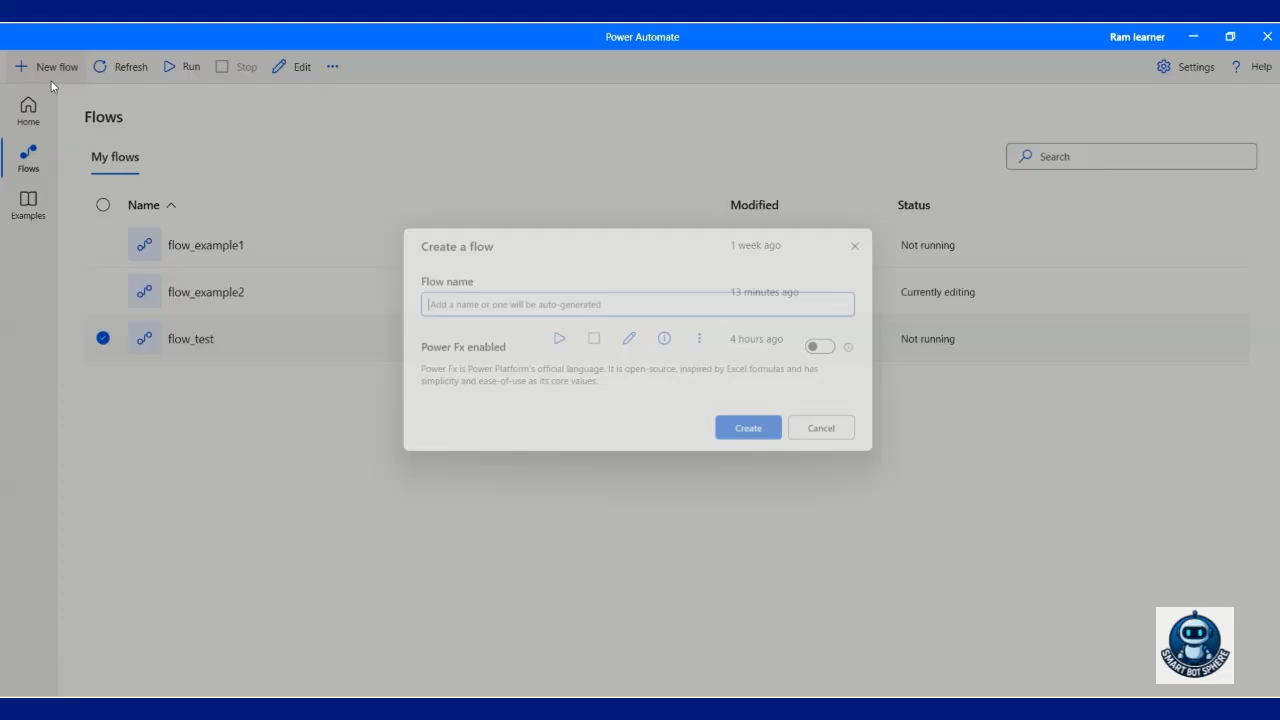 Power Automate
Ram learner
New flow
Refresh
Run
Stop
Edit
Settings
Help
Home
Flows
Examples
Flows
My flows
Search
Name
Modified
Status
flow_example1
1 week ago
Not running
flow_example2
13 minutes ago
Currently editing
flow_test
4 hours ago
Not running
Create a flow
Flow name
Add a name or one will be auto-generated
Power Fx enabled
Power Fx is Power Platform's official language. It is open-source, inspired by Excel formulas and has
simplicity and ease-of-use as its core values.
Create
Cancel
SMART BOT SPHERE